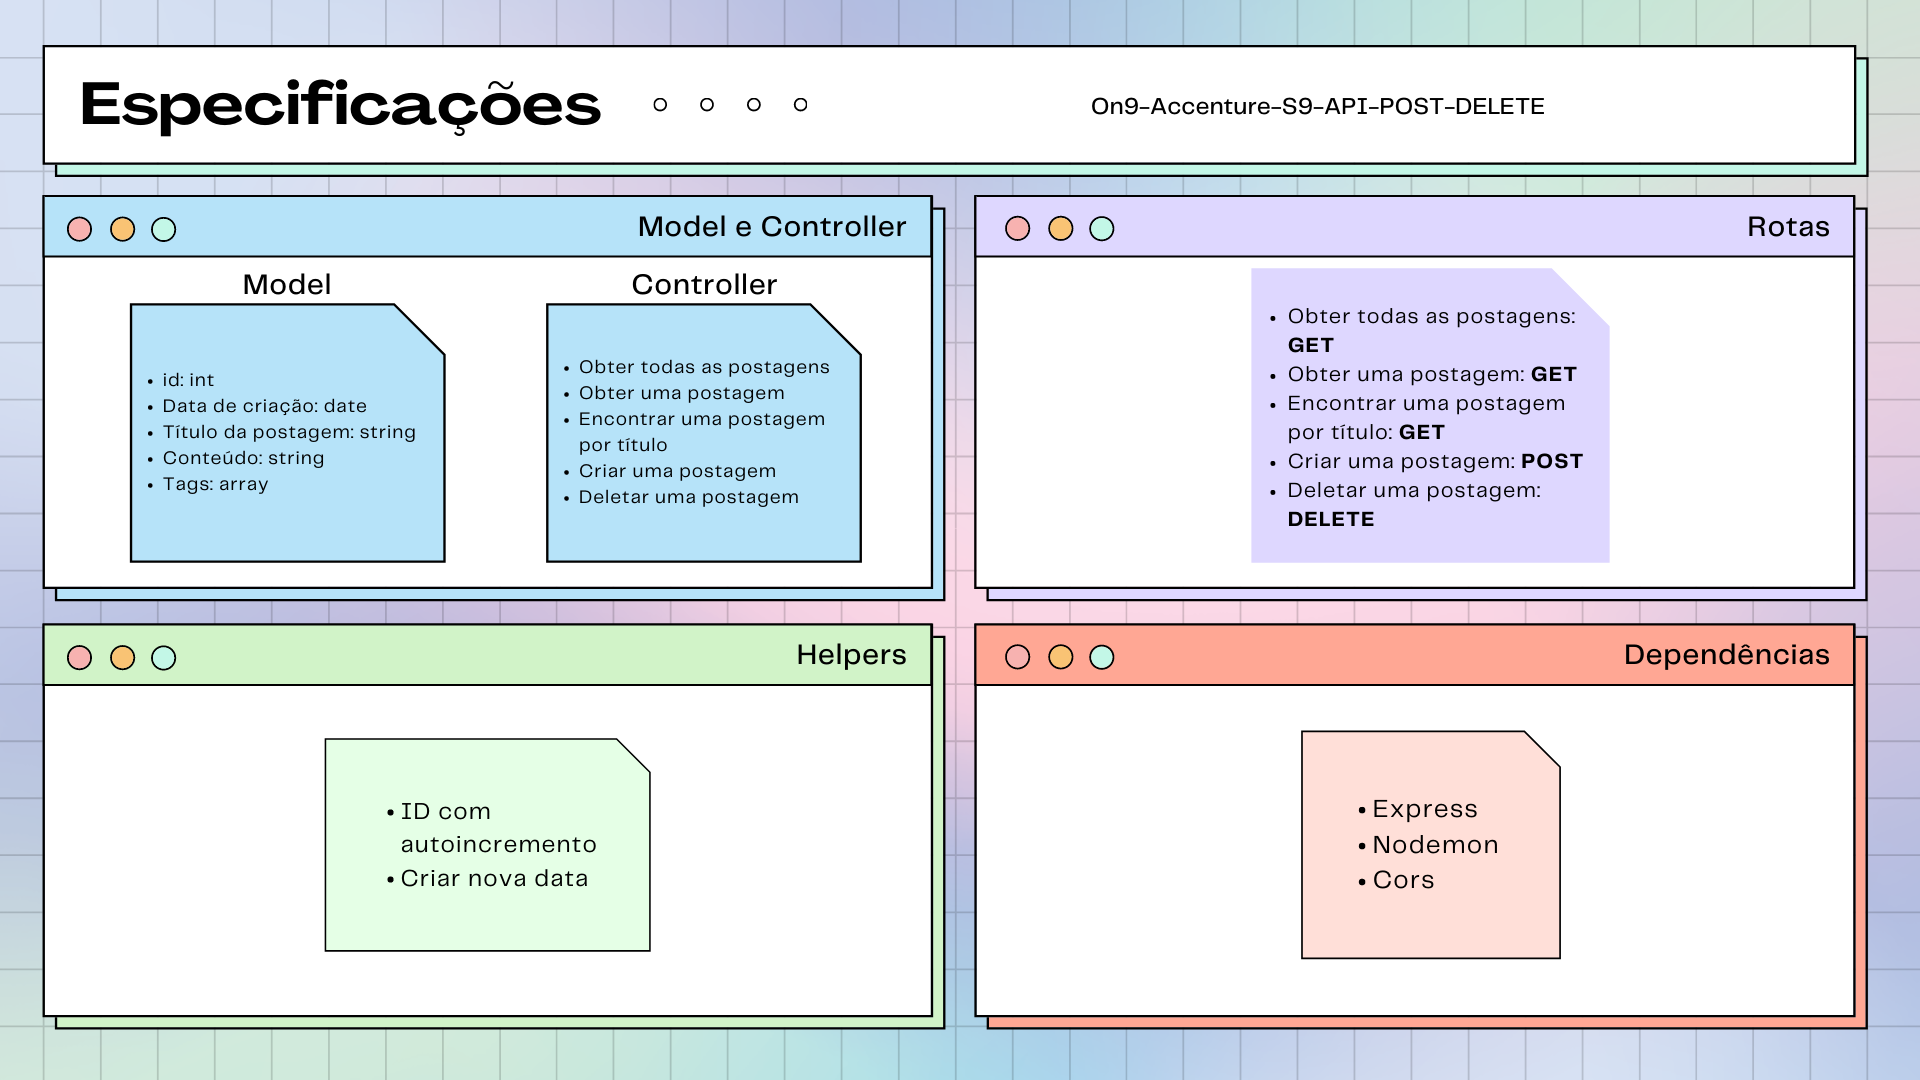 Especificações
On9-Accenture-S9-API-POST-DELETE
Model e Controller
Model
• id: int
• Data de criação: date
• Título da postagem: string
• Conteúdo: string
• Tags: array
Controller
• Obter todas as postagens
• Obter uma postagem
• Encontrar uma postagem
por título
• Criar uma postagem
• Deletar uma postagem
Rotas
• Obter todas as postagens:
GET
• Obter uma postagem: GET
• Encontrar uma postagem
por título: GET
• Criar uma postagem: POST
• Deletar uma postagem:
DELETE
Helpers
• ID com
autoincremento
• Criar nova data
Dependências
• Express
• Nodemon
• Cors